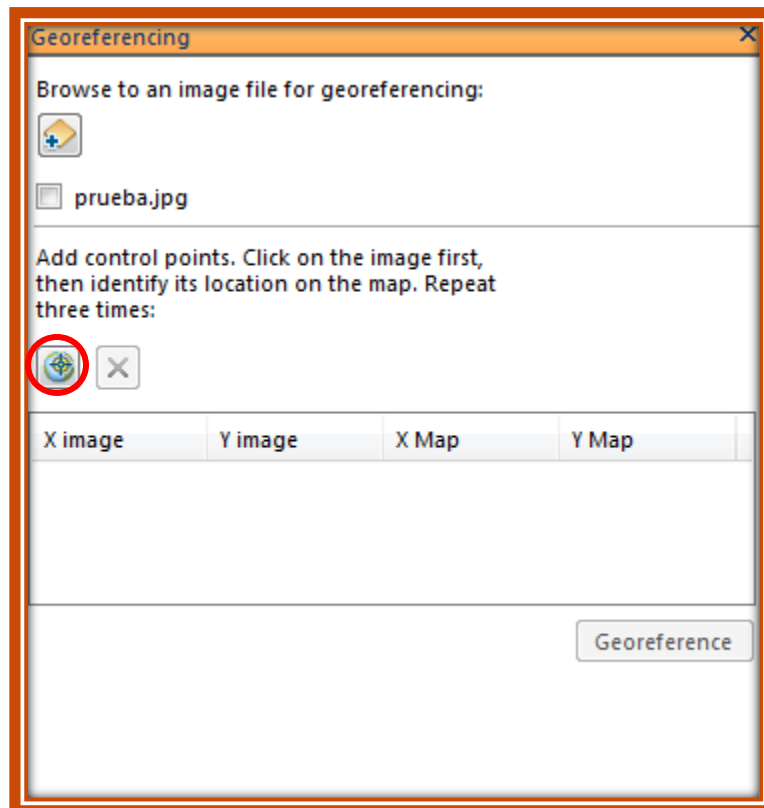 Georeferencing
Browse to an image file for georeferencing:
prueba.jpg
Add control points. Click on the image first,
then identify its location on the map. Repeat
three times:
X image Y image X Map Y Map
Georeference